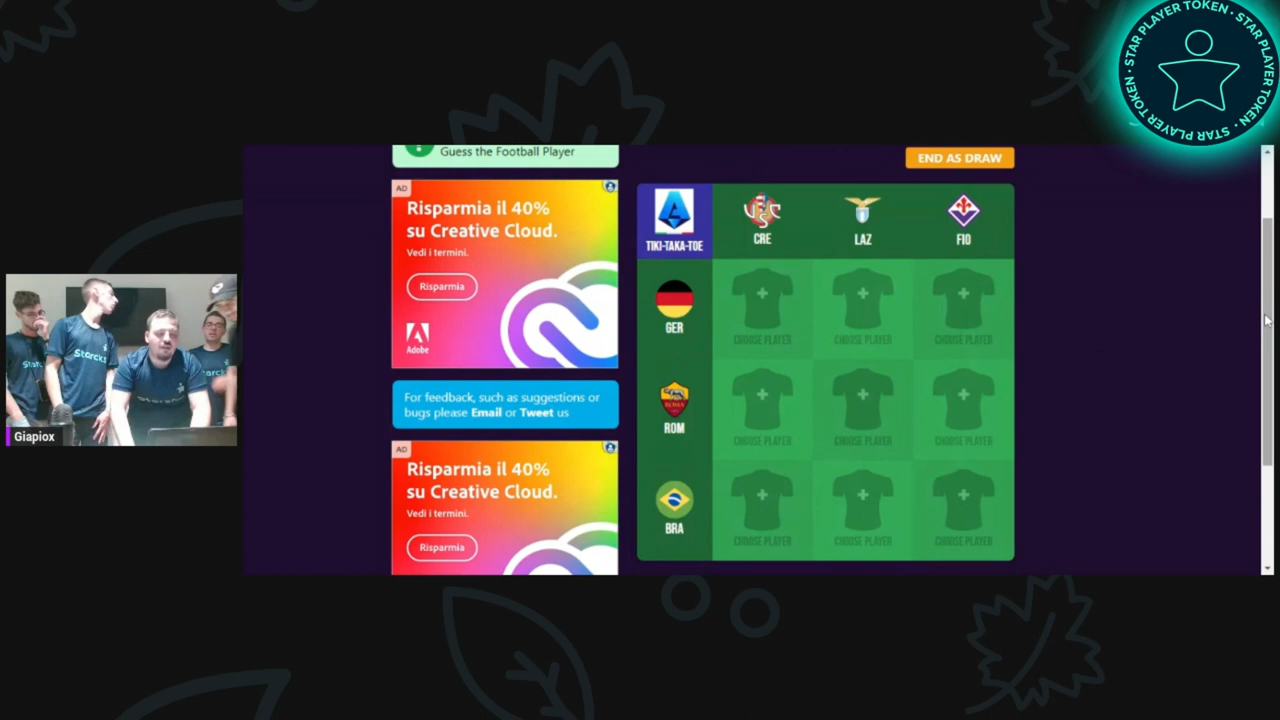 STAR PLAYER TOKEN • STAR PLAYER TOKEN • STAR PLAYER TOKEN •
Guess the Football Player
END AS DRAW
AD
Risparmia il 40%
su Creative Cloud.
Vedi i termini.
Risparmia
Adobe
For feedback, such as suggestions or
bugs please Email or Tweet us
AD
Risparmia il 40%
su Creative Cloud.
Vedi i termini.
Risparmia
TIKI-TAKA-TOE
CRE
LAZ
FIO
GER
CHOOSE PLAYER
CHOOSE PLAYER
CHOOSE PLAYER
ROMA
ROM
CHOOSE PLAYER
CHOOSE PLAYER
CHOOSE PLAYER
BRA
CHOOSE PLAYER
CHOOSE PLAYER
CHOOSE PLAYER
Starcks
Giapiox